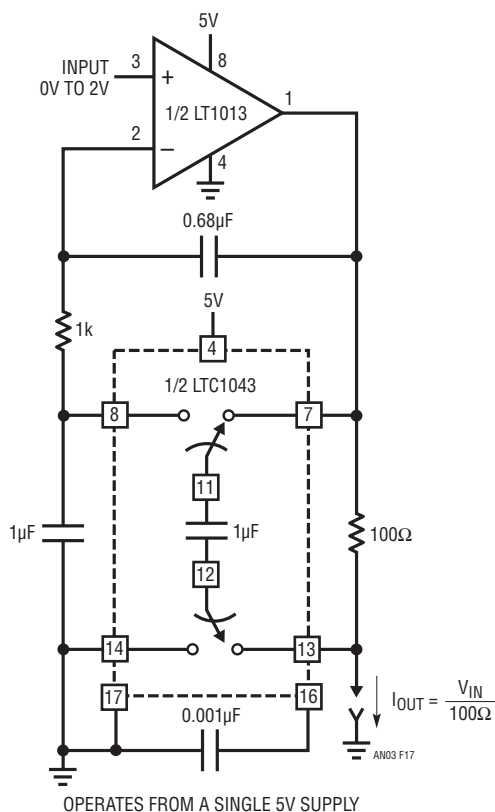 5V
3
8
INPUT
0V TO 2V
+
1
1/2 LT1013
2
–
4
0.68µF
5V
1k
4
1/2 LTC1043
8
7
11
1µF
1µF
100Ω
12
14
13
17
16
0.001µF
IOUT = VIN
100Ω
AN03 F17
OPERATES FROM A SINGLE 5V SUPPLY